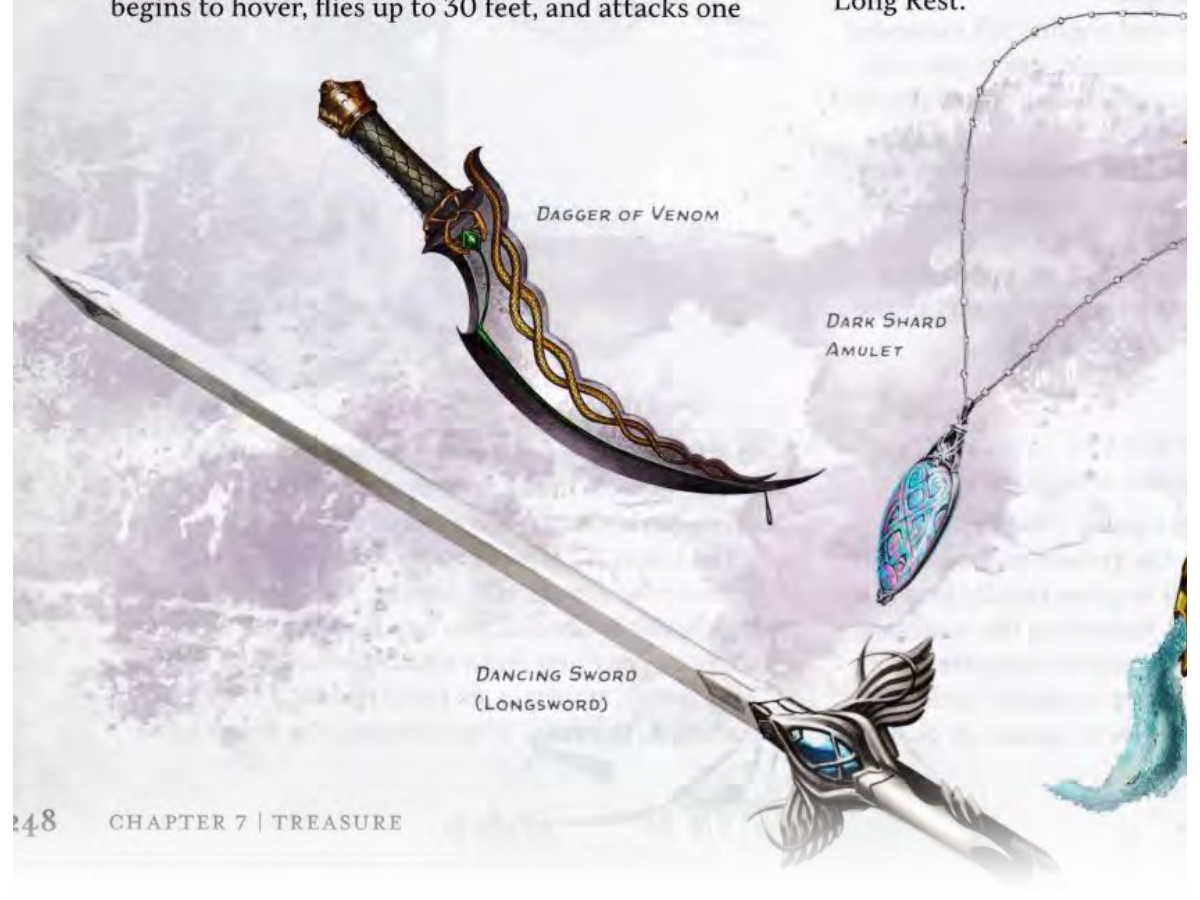 begins to hover, flies up to 30 feet, and attacks one
Long Rest.
DAGGER OF VENOM
DARK SHARD
AMULET
DANCING SWORD
(LONGSWORD)
248 CHAPTER 7 | TREASURE